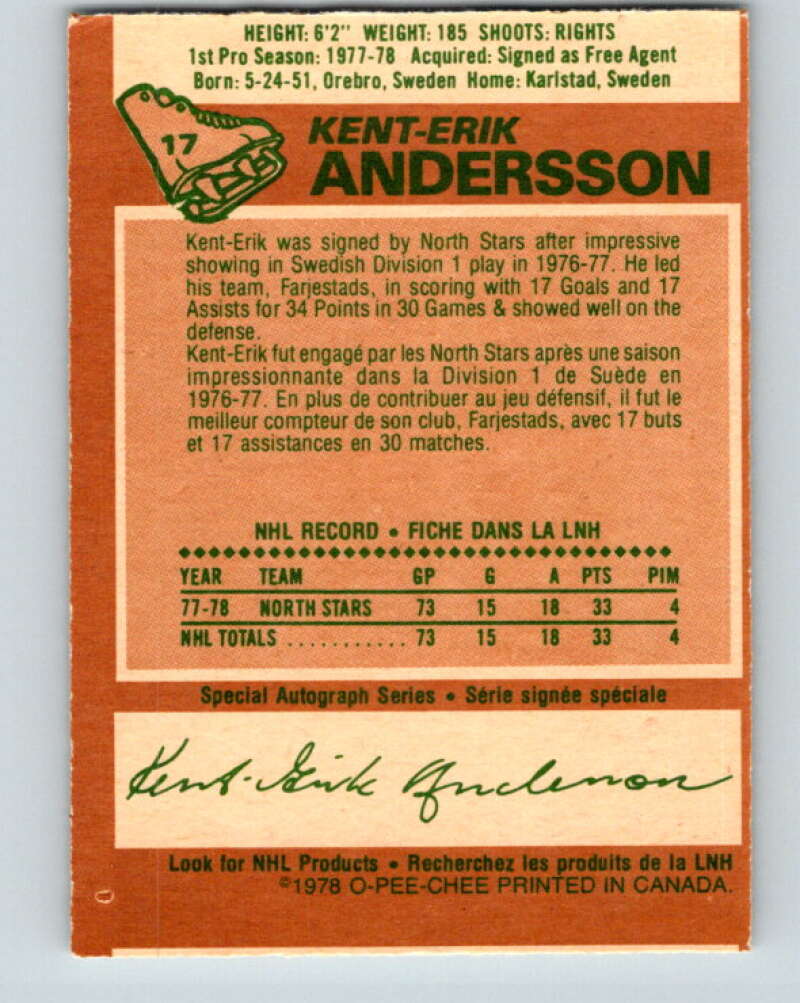 HEIGHT: 6'2" WEIGHT: 185 SHOOTS: RIGHTS
1st Pro Season: 1977-78 Acquired: Signed as Free Agent
Born: 5-24-51, Orebro, Sweden Home: Karlstad, Sweden
17
KENT-ERIK
ANDERSSON
Kent-Erik was signed by North Stars after impressive
showing in Swedish Division 1 play in 1976-77. He led
his team, Farjestads, in scoring with 17 Goals and 17
Assists for 34 Points in 30 Games & showed well on the
defense.
Kent-Erik fut engagé par les North Stars après une saison
impressionnante dans la Division 1 de Suède en
1976-77. En plus de contribuer au jeu défensif, il fut le
meilleur compteur de son club, Farjestads, avec 17 buts
et 17 assistances en 30 matches.
NHL RECORD • FICHE DANS LA LNH
YEAR TEAM GP G A PTS PIM
77-78 NORTH STARS 73 15 18 33 4
NHL TOTALS ............ 73 15 18 33 4
Special Autograph Series • Série signée spéciale
Kent-Erik Andersson
Look for NHL Products • Recherchez les produits de la LNH
©1978 O-PEE-CHEE PRINTED IN CANADA.